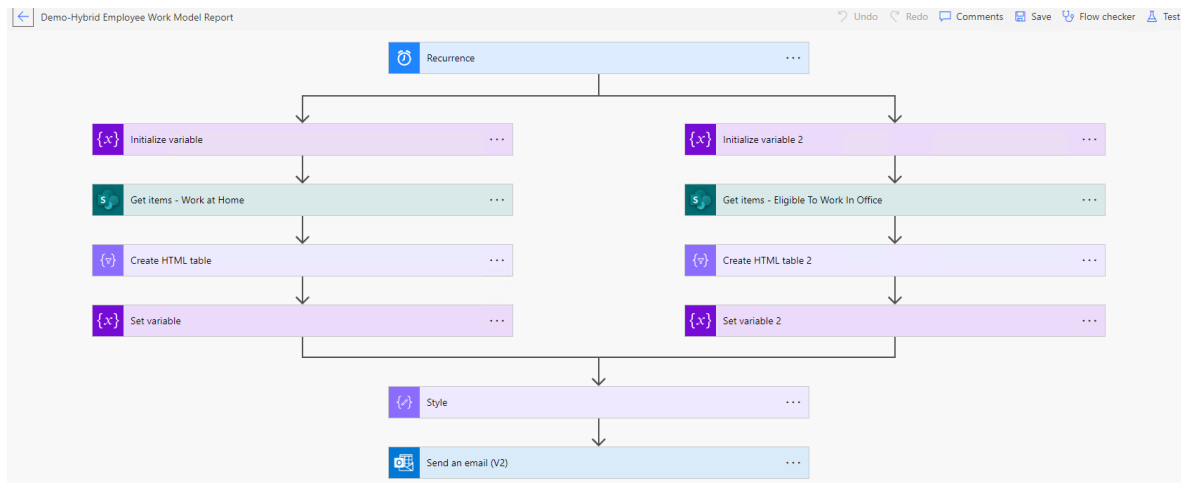 Demo-Hybrid Employee Work Model Report
Undo Redo Comments Save Flow checker Test
Recurrence
{x} Initialize variable
{x} Initialize variable 2
S Get items - Work at Home
S Get items - Eligible To Work In Office
Create HTML table
Create HTML table 2
{x} Set variable
{x} Set variable 2
Style
Send an email (V2)